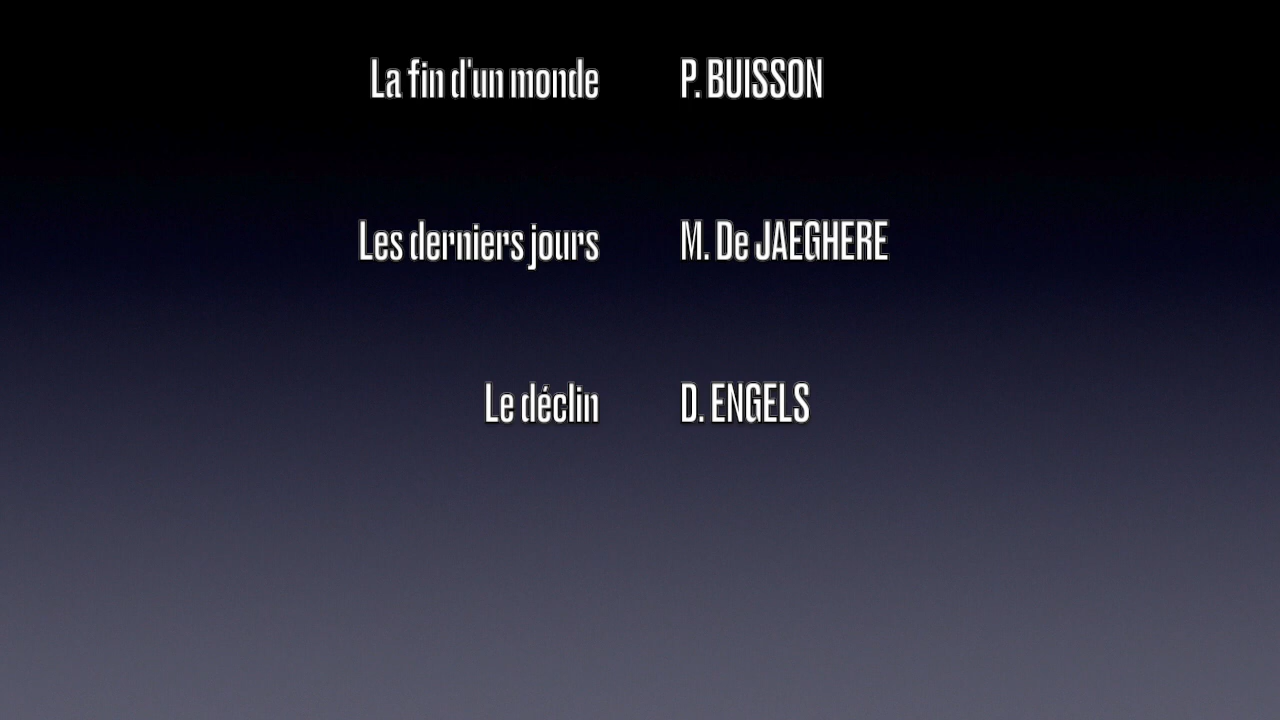 La fin d'un monde P. BUISSON
Les derniers jours M. De JAEGHERE
Le déclin D. ENGELS